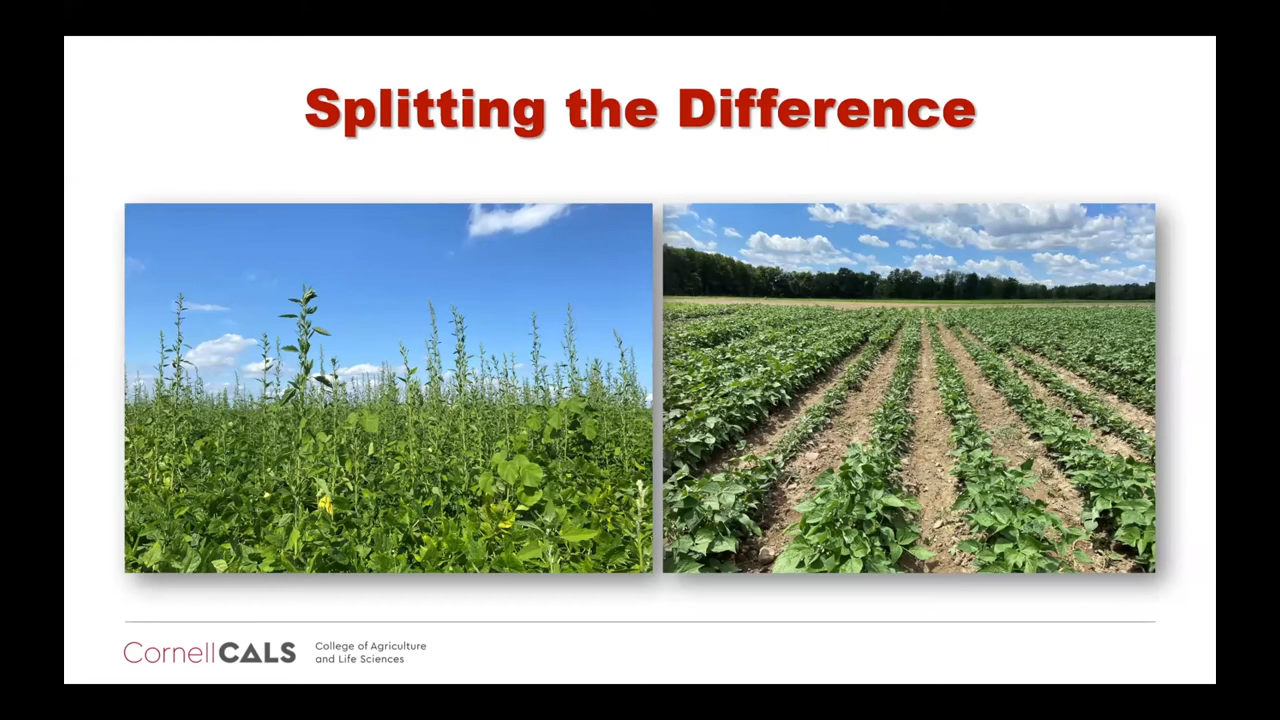 Splitting the Difference
CornellCALS
College of Agriculture
and Life Sciences